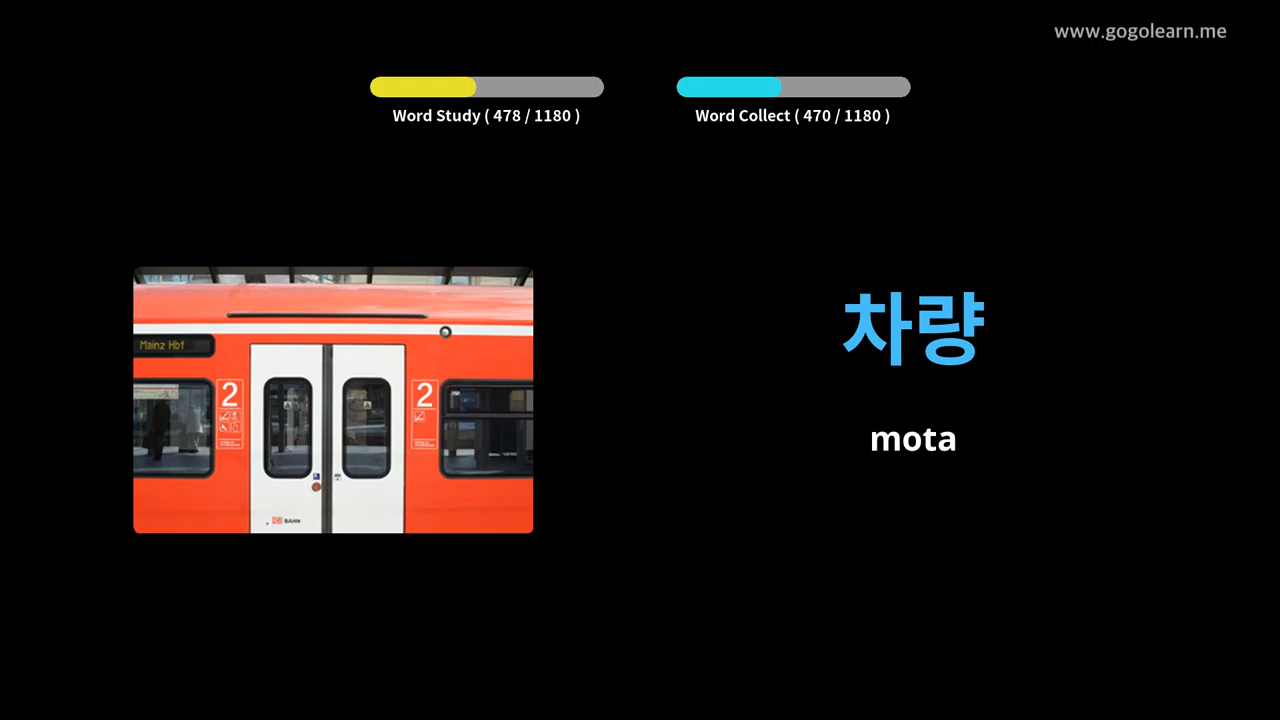 www.gogolearn.me
Word Study ( 478 / 1180 )
Word Collect ( 470 / 1180 )
차량
mota
Mainz Hbf
2
2
DB BAHN